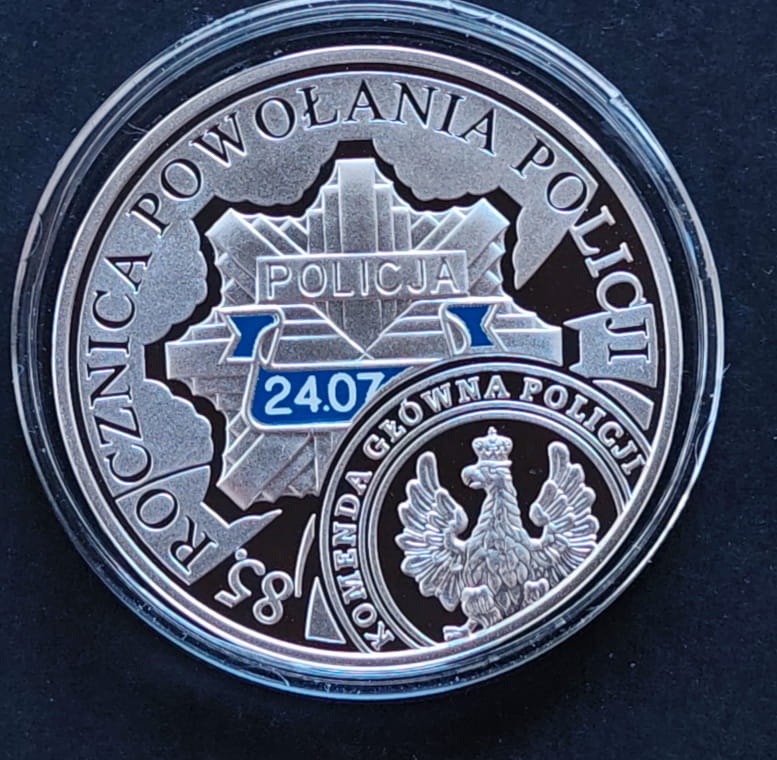 85. ROCZNICA POWOŁANIA POLICJI
POLICJA
24.07
KOMENDA GŁÓWNA POLICJI